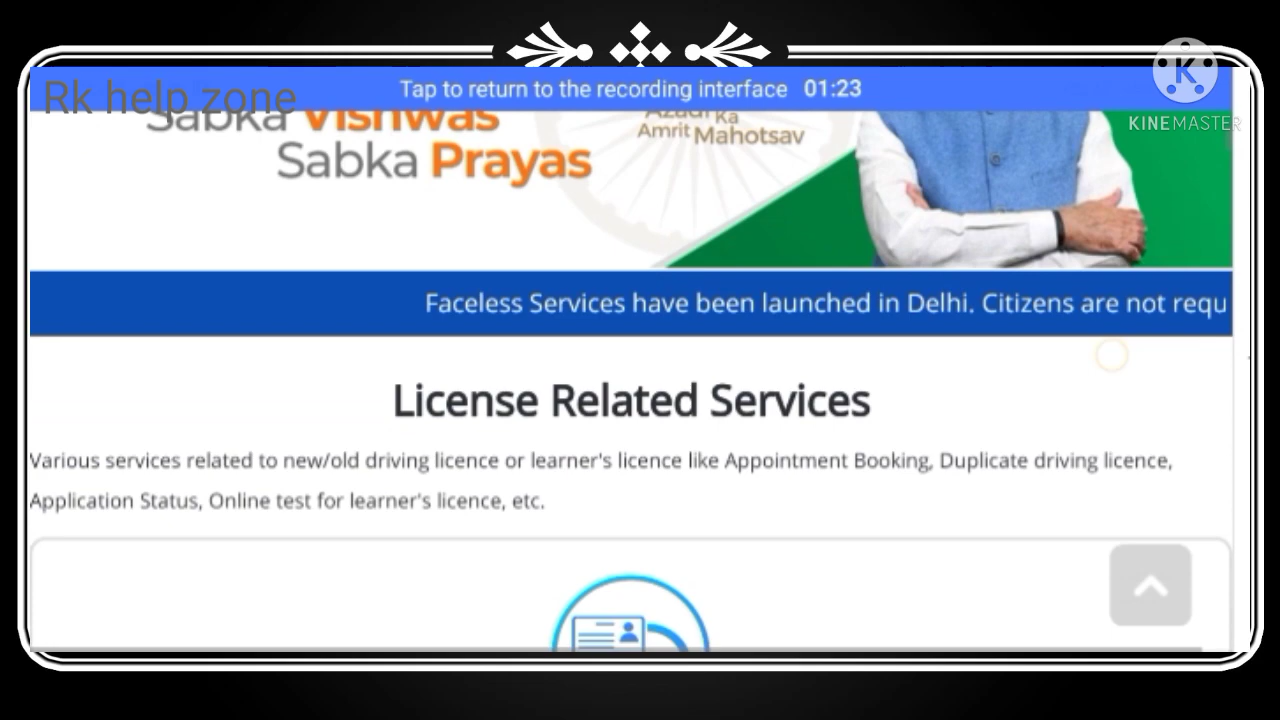 Rk help zone
Tap to return to the recording interface 01:23
K
KINEMASTER
Sabka Vishwas
Sabka Prayas
Azadi Ka
Amrit Mahotsav
Faceless Services have been launched in Delhi. Citizens are not requ
License Related Services
Various services related to new/old driving licence or learner's licence like Appointment Booking, Duplicate driving licence,
Application Status, Online test for learner's licence, etc.